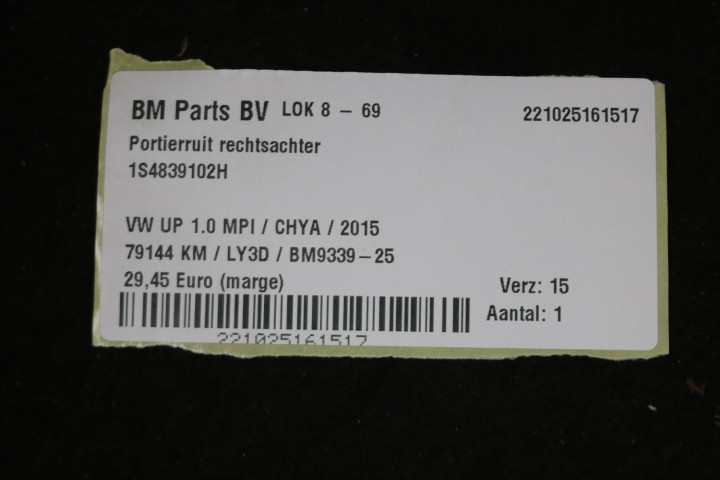 BM Parts BV LOK 8 - 69 221025161517
Portierruit rechtsachter
1S4839102H
VW UP 1.0 MPI / CHYA / 2015
79144 KM / LY3D / BM9339-25
29,45 Euro (marge) Verz: 15
Aantal: 1
221025161517